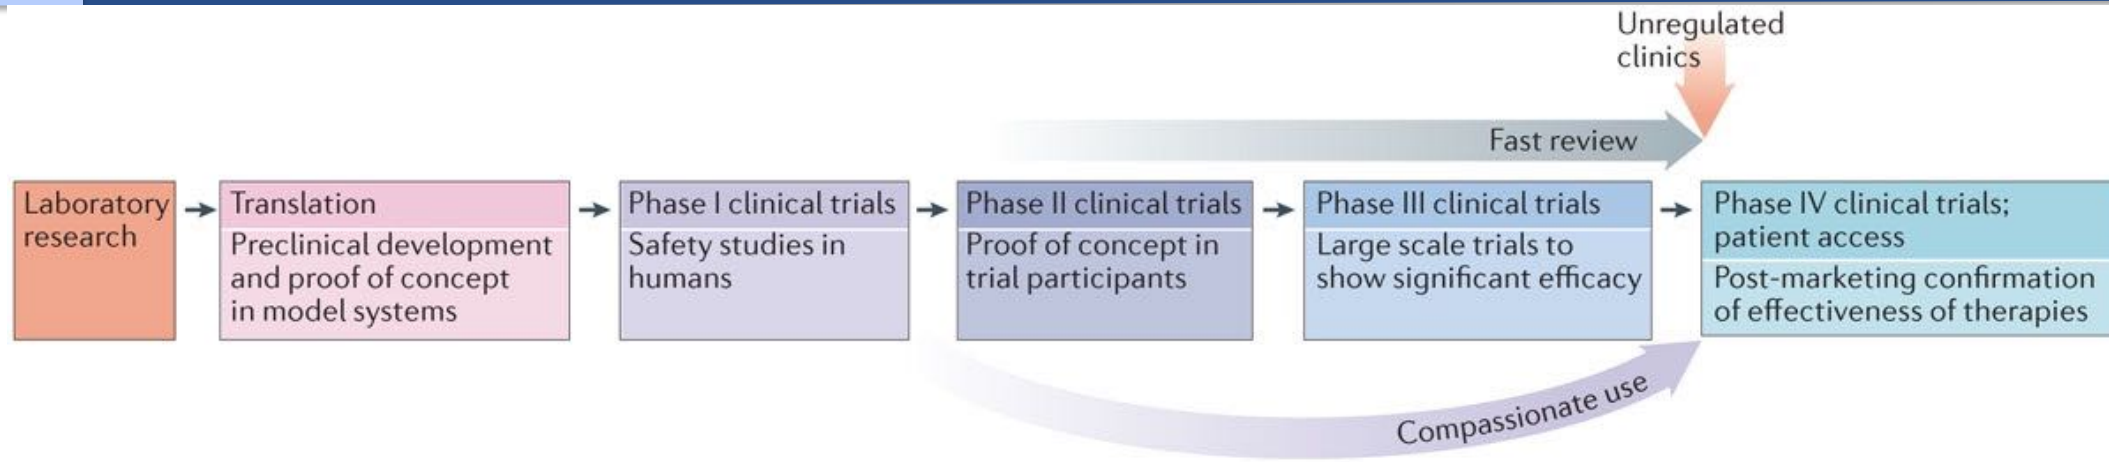 Unregulated
clinics
Fast review
Laboratory
research
Translation
Preclinical development
and proof of concept
in model systems
Phase I clinical trials
Safety studies in
humans
Phase II clinical trials
Proof of concept in
trial participants
Phase III clinical trials
Large scale trials to
show significant efficacy
Phase IV clinical trials;
patient access
Post-marketing confirmation
of effectiveness of therapies
Compassionate use